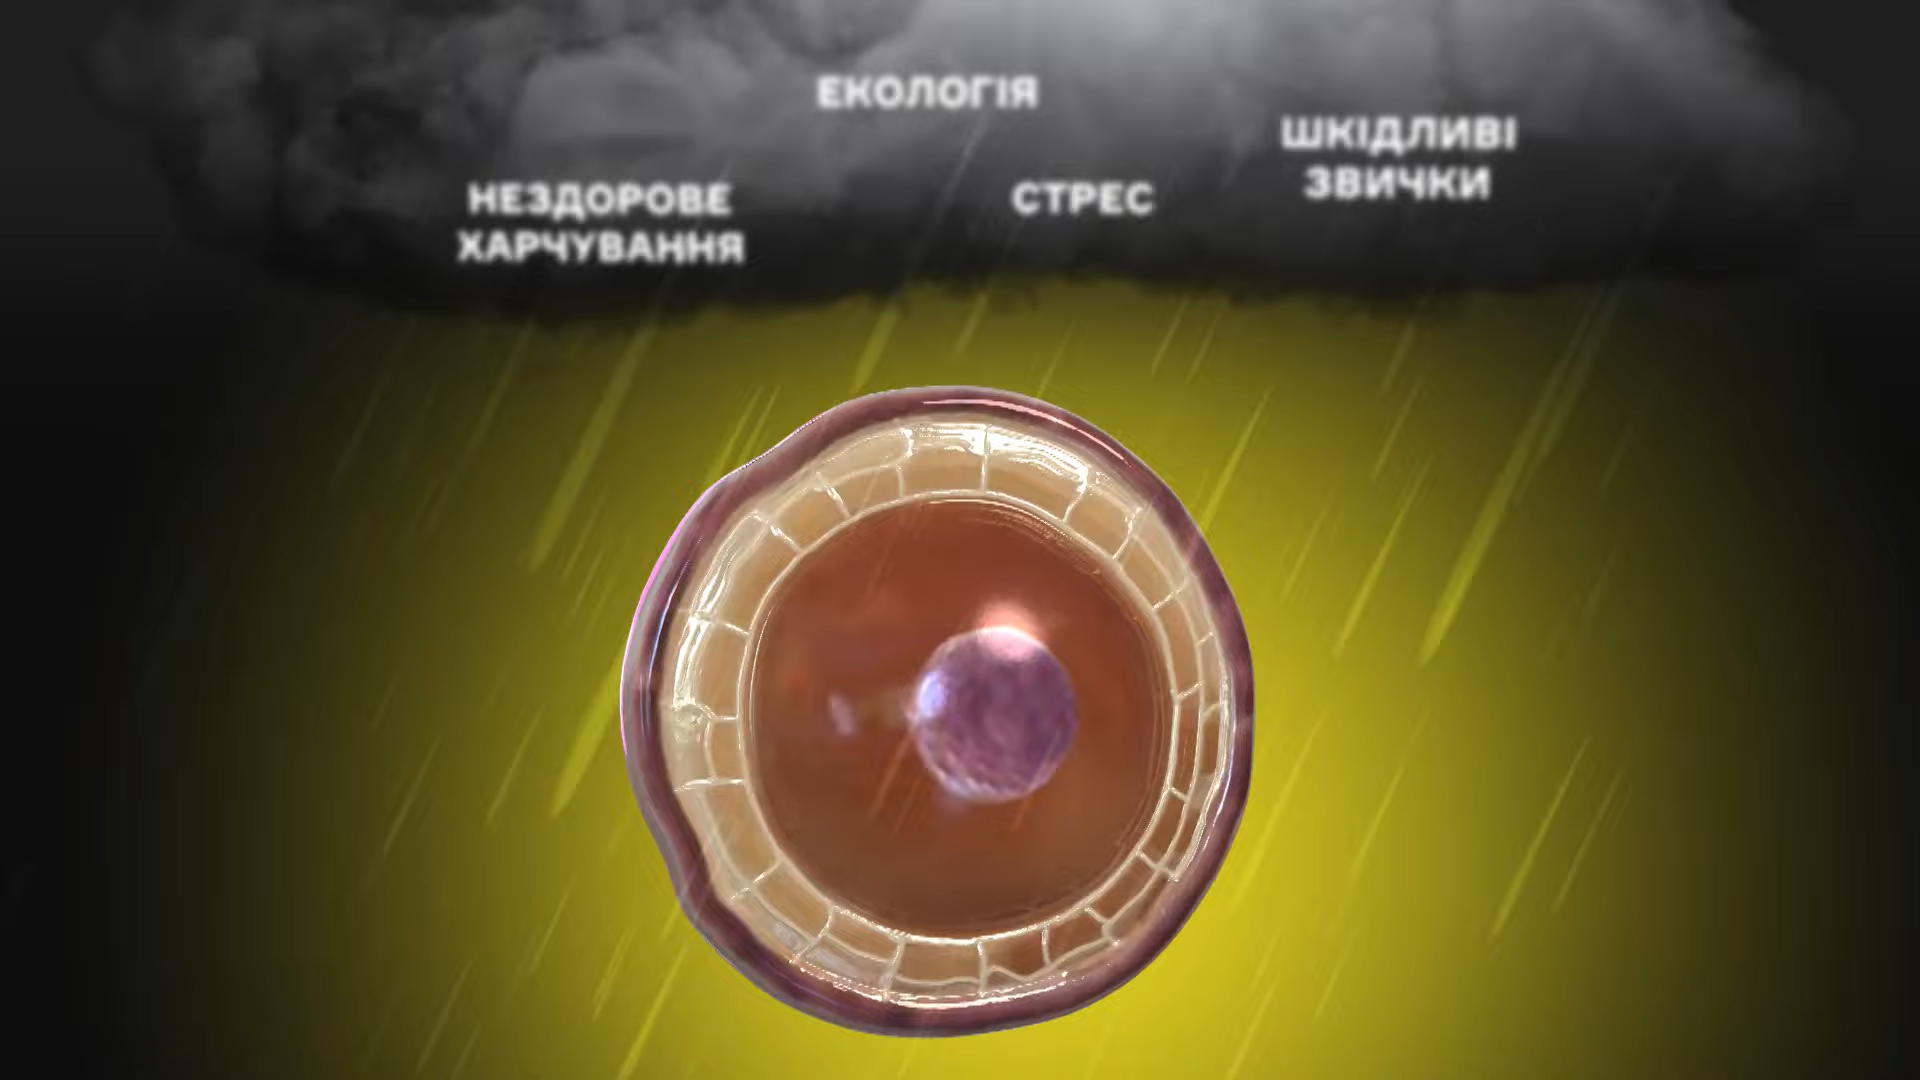 ЕКОЛОГІЯ
ШКІДЛИВІ
ЗВИЧКИ
НЕЗДОРОВЕ
ХАРЧУВАННЯ
СТРЕС